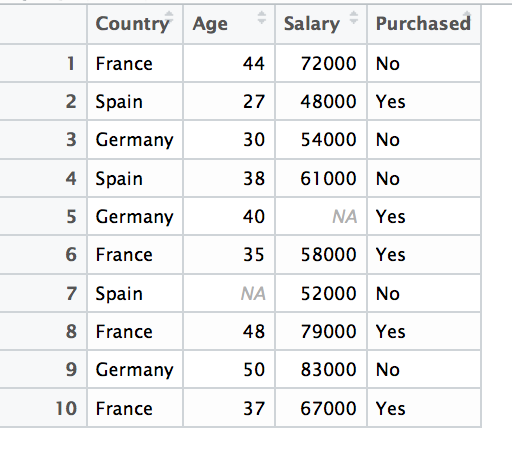 Country Age Salary Purchased
1 France 44 72000 No
2 Spain 27 48000 Yes
3 Germany 30 54000 No
4 Spain 38 61000 No
5 Germany 40 NA Yes
6 France 35 58000 Yes
7 Spain NA 52000 No
8 France 48 79000 Yes
9 Germany 50 83000 No
10 France 37 67000 Yes